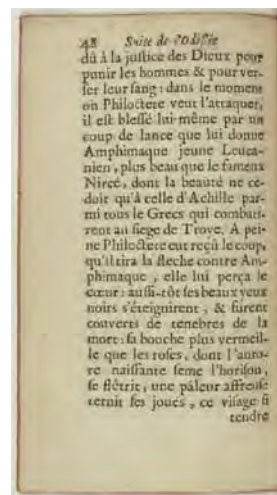 48 Suite de l'Odissée
dû à la justice des Dieux pour
punir les hommes & pour ver-
ser leur sang : dans le moment
où Philoctete veut l'attaquer,
il est blessé lui-même par un
coup de lance que lui donne
Amphimaque jeune Leuca-
nien, plus beau que le fameux
Nircé, dont la beauté ne ce-
doit qu'à celle d'Achille par-
mi tous le Grecs qui combati-
rent au siege de Troye. A pei-
ne Philoctete eut reçû le coup,
qu'il tira sa fleche contre Am-
phimaque, elle lui perça le
cœur : aussi-tôt ses beaux yeux
noirs s'éteignirent, & furent
couverts de tenebres de la
mort : sa bouche plus vermeil-
le que les roses, dont l'auro-
re naissante seme l'horison,
se flétrit, une pâleur affreuse
ternit ses joues, ce visage si
tendre